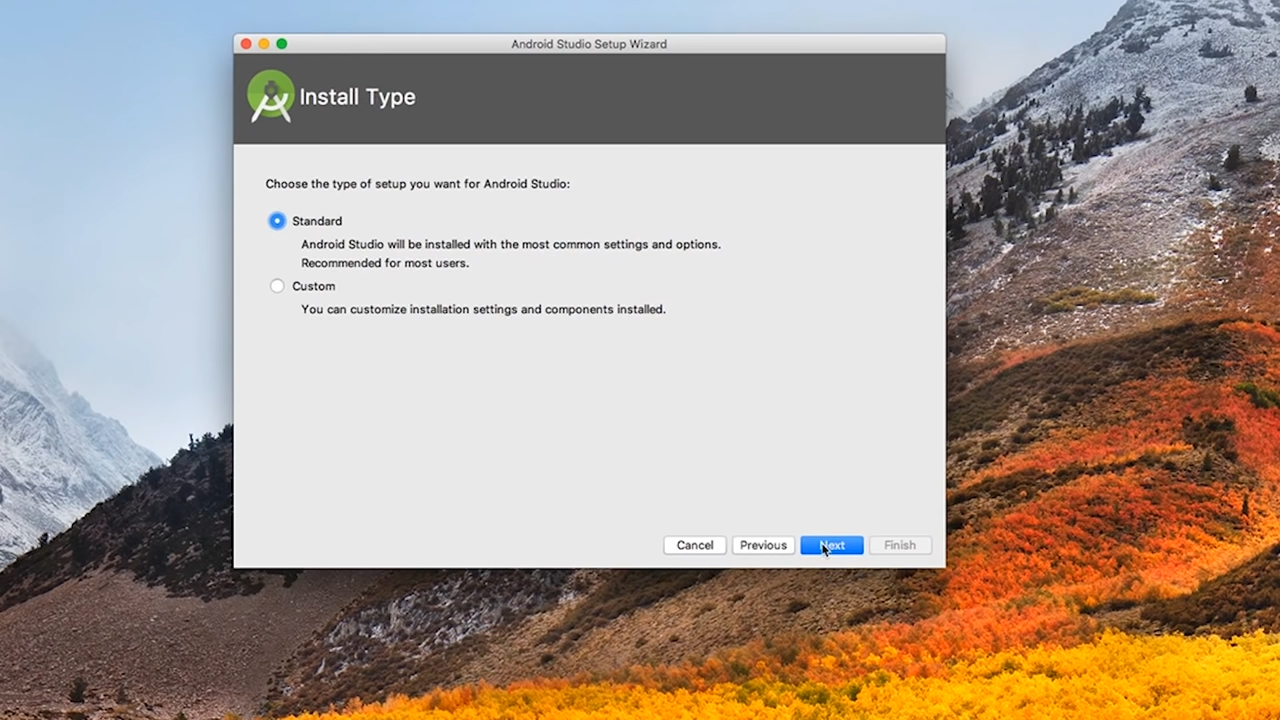 Android Studio Setup Wizard
Install Type
Choose the type of setup you want for Android Studio:
Standard
Android Studio will be installed with the most common settings and options.
Recommended for most users.
Custom
You can customize installation settings and components installed.
Cancel Previous Next Finish